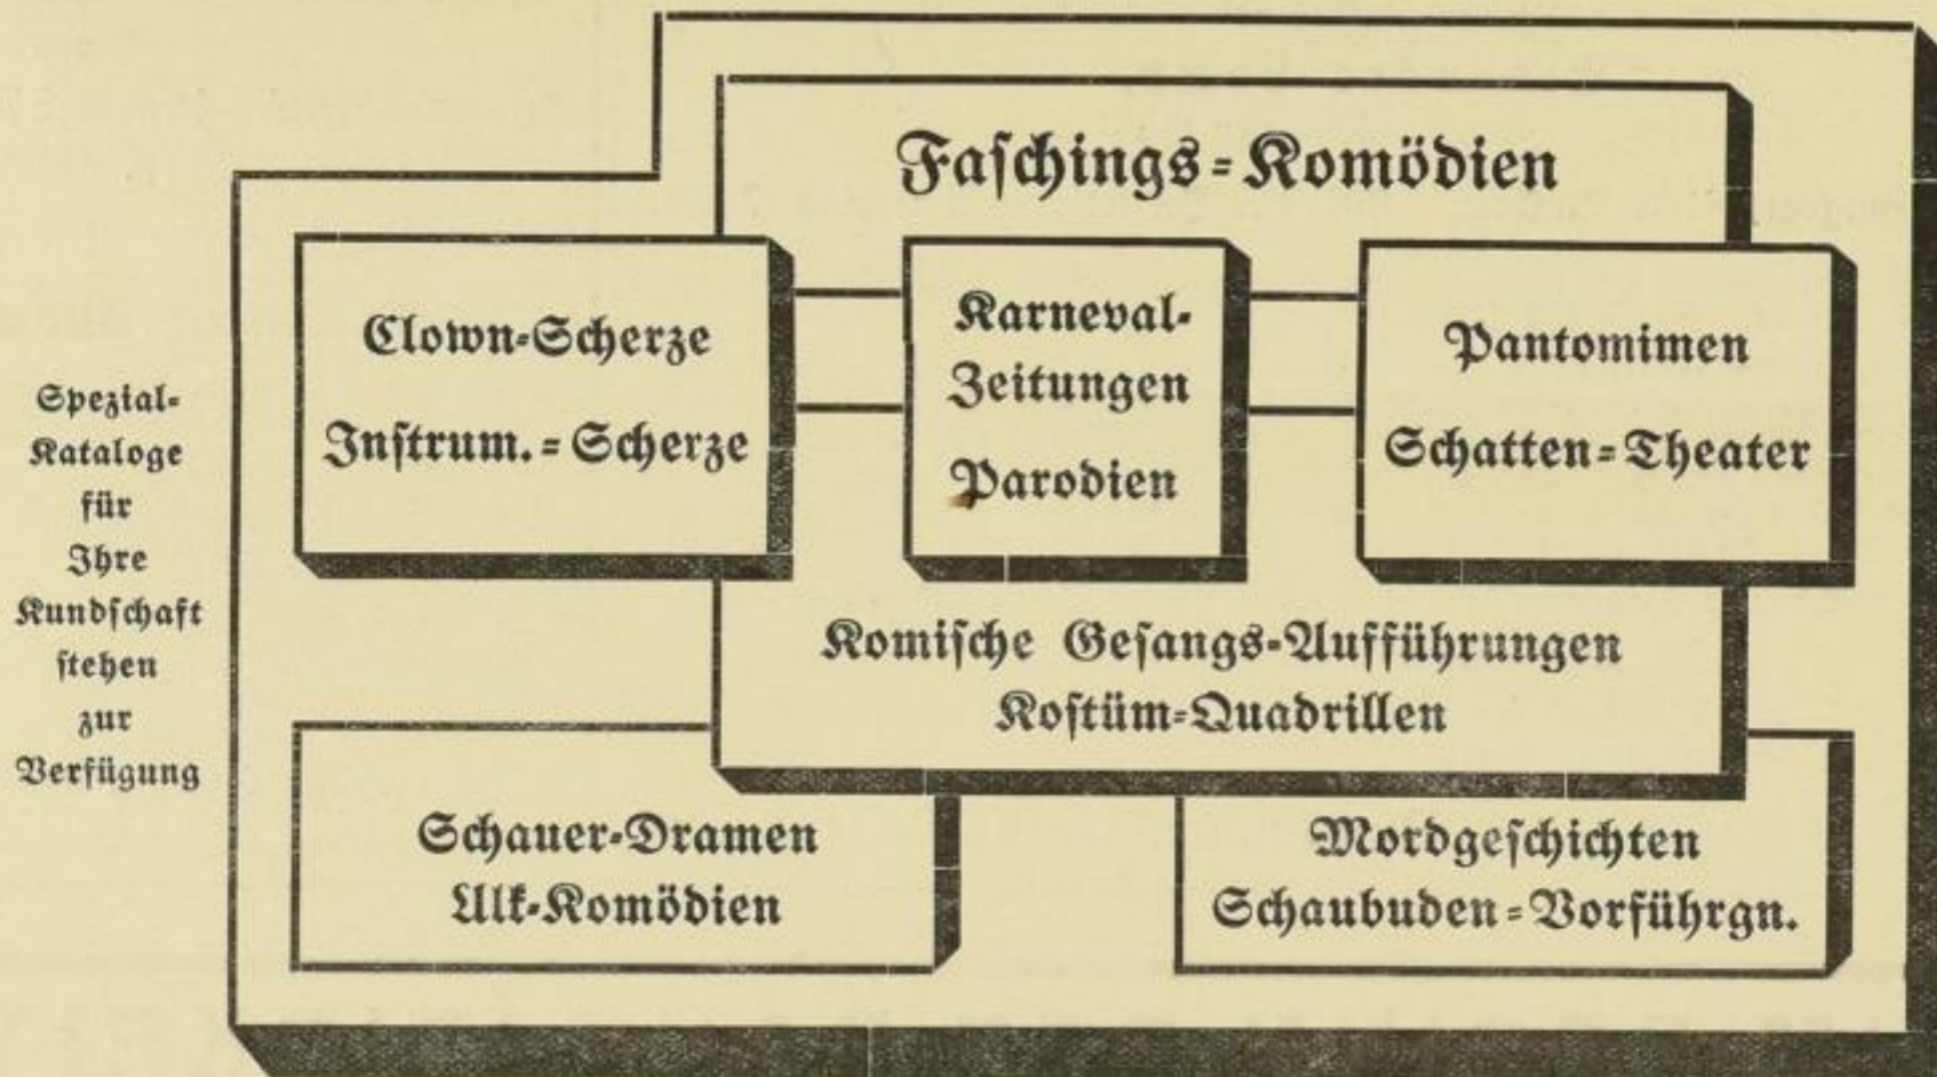 Spezial-
Kataloge
für
Ihre
Kundschaft
stehen
zur
Verfügung
Faschings-Komödien
Clown-Scherze
Instrum.-Scherze
Karneval-
Zeitungen
Parodien
Pantomimen
Schatten-Theater
Komische Gesangs-Aufführungen
Kostüm-Quadrillen
Schauer-Dramen
Ulk-Komödien
Mordgeschichten
Schaubuden-Vorführgn.